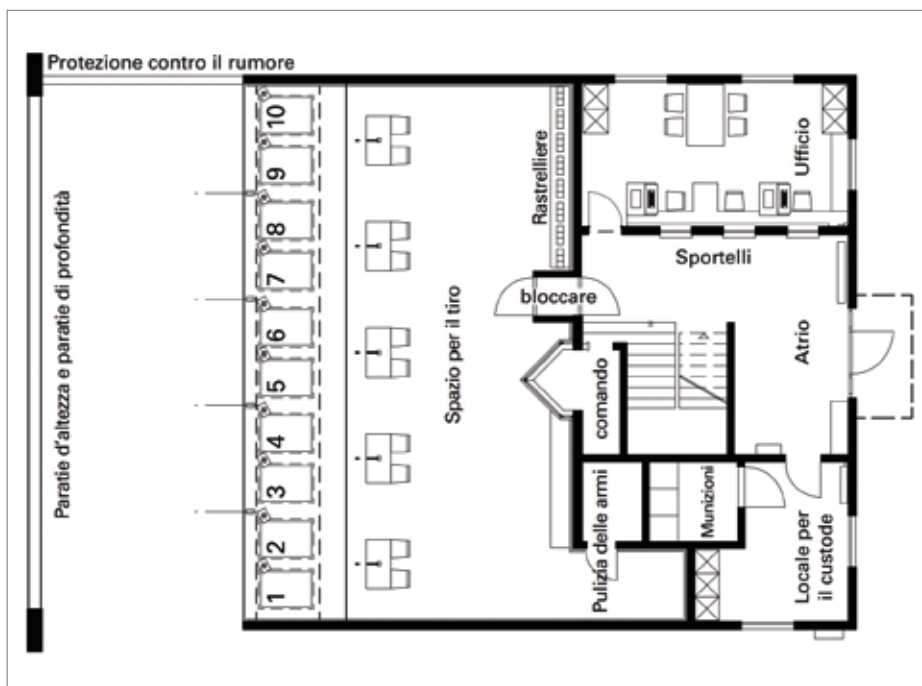 Protezione contro il rumore
Paratie d'altezza e paratie di profondità
10
9
8
7
6
5
4
3
2
1
Spazio per il tiro
Rastrelliere
bloccare
comando
Pulizia delle armi
Munizioni
Ufficio
Sportelli
Atrio
Locale per
il custode